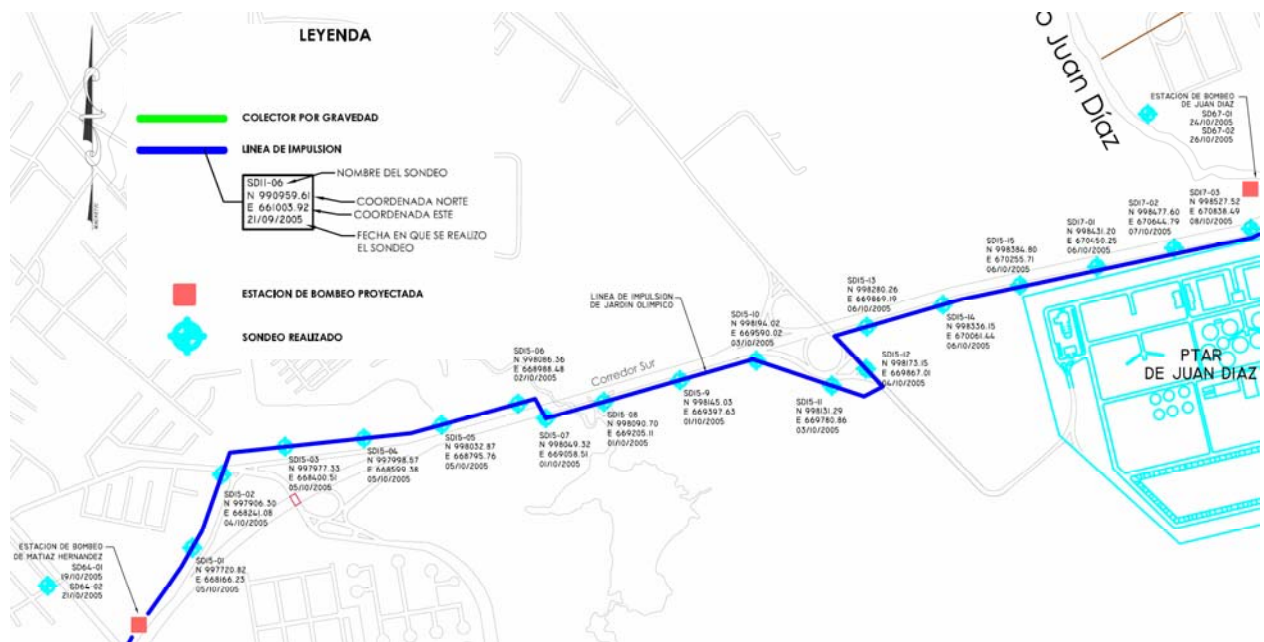 LEYENDA
COLECTOR POR GRAVEDAD
LINEA DE IMPULSION
SD11-06
N 990959.61
E 661003.92
21/09/2005
NOMBRE DEL SONDEO
COORDENADA NORTE
COORDENADA ESTE
FECHA EN QUE SE REALIZO
EL SONDEO
ESTACION DE BOMBEO PROYECTADA
SONDEO REALIZADO
o Juan Díaz
ESTACION DE BOMBEO
DE JUAN DIAZ
SD67-01
24/10/2005
SD67-02
26/10/2005
SD17-03
N 998527.52
E 670838.49
08/10/2005
SD17-02
N 998477.60
E 670644.79
07/10/2005
SD17-01
N 998431.20
E 670450.25
06/10/2005
SD15-15
N 998384.80
E 670255.71
06/10/2005
SD15-13
N 998280.26
E 669869.19
06/10/2005
SD15-14
N 998336.15
E 670061.44
06/10/2005
LINEA DE IMPULSION
DE JARDIN OLIMPICO
SD15-10
N 998194.02
E 669590.02
03/10/2005
SD15-12
N 998173.15
E 669867.01
04/10/2005
SD15-11
N 998131.29
E 669780.86
03/10/2005
PTAR
DE JUAN DIAZ
Corredor Sur
SD15-06
N 998086.36
E 668988.48
02/10/2005
SD15-9
N 998145.03
E 669397.63
01/10/2005
SD15-08
N 998090.70
E 669205.11
01/10/2005
SD15-07
N 998049.32
E 669058.51
01/10/2005
SD15-05
N 998032.87
E 668795.76
05/10/2005
SD15-04
N 997998.57
E 668599.38
05/10/2005
SD15-03
N 997977.33
E 668400.51
05/10/2005
SD15-02
N 997906.30
E 668241.08
04/10/2005
SD15-01
N 997720.82
E 668166.23
05/10/2005
ESTACION DE BOMBEO
DE MATIAZ HERNANDEZ
SD64-01
19/10/2005
SD64-02
21/10/2005